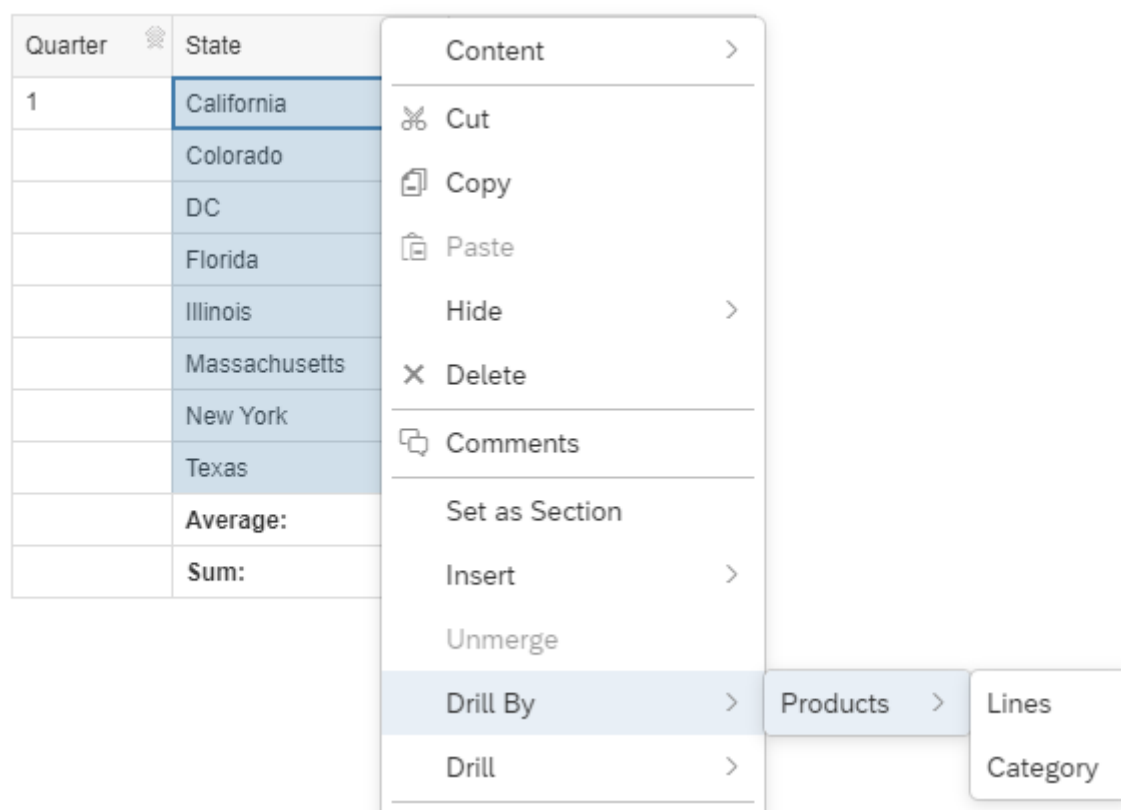 Quarter
State
1
California
Colorado
DC
Florida
Illinois
Massachusetts
New York
Texas
Average:
Sum:
Content
Cut
Copy
Paste
Hide
Delete
Comments
Set as Section
Insert
Unmerge
Drill By
Drill
Products
Lines
Category